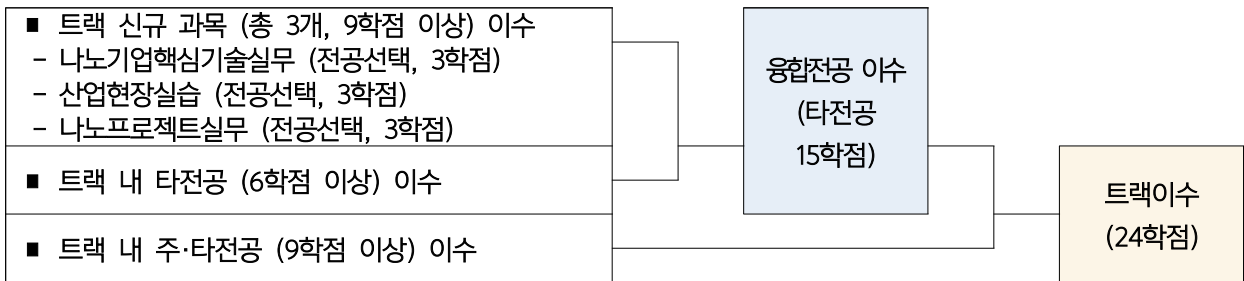 ■ 트랙 신규 과목 (총 3개, 9학점 이상) 이수
- 나노기업핵심기술실무 (전공선택, 3학점)
- 산업현장실습 (전공선택, 3학점)
- 나노프로젝트실무 (전공선택, 3학점)
■ 트랙 내 타전공 (6학점 이상) 이수
■ 트랙 내 주·타전공 (9학점 이상) 이수
융합전공 이수
(타전공
15학점)
트랙이수
(24학점)